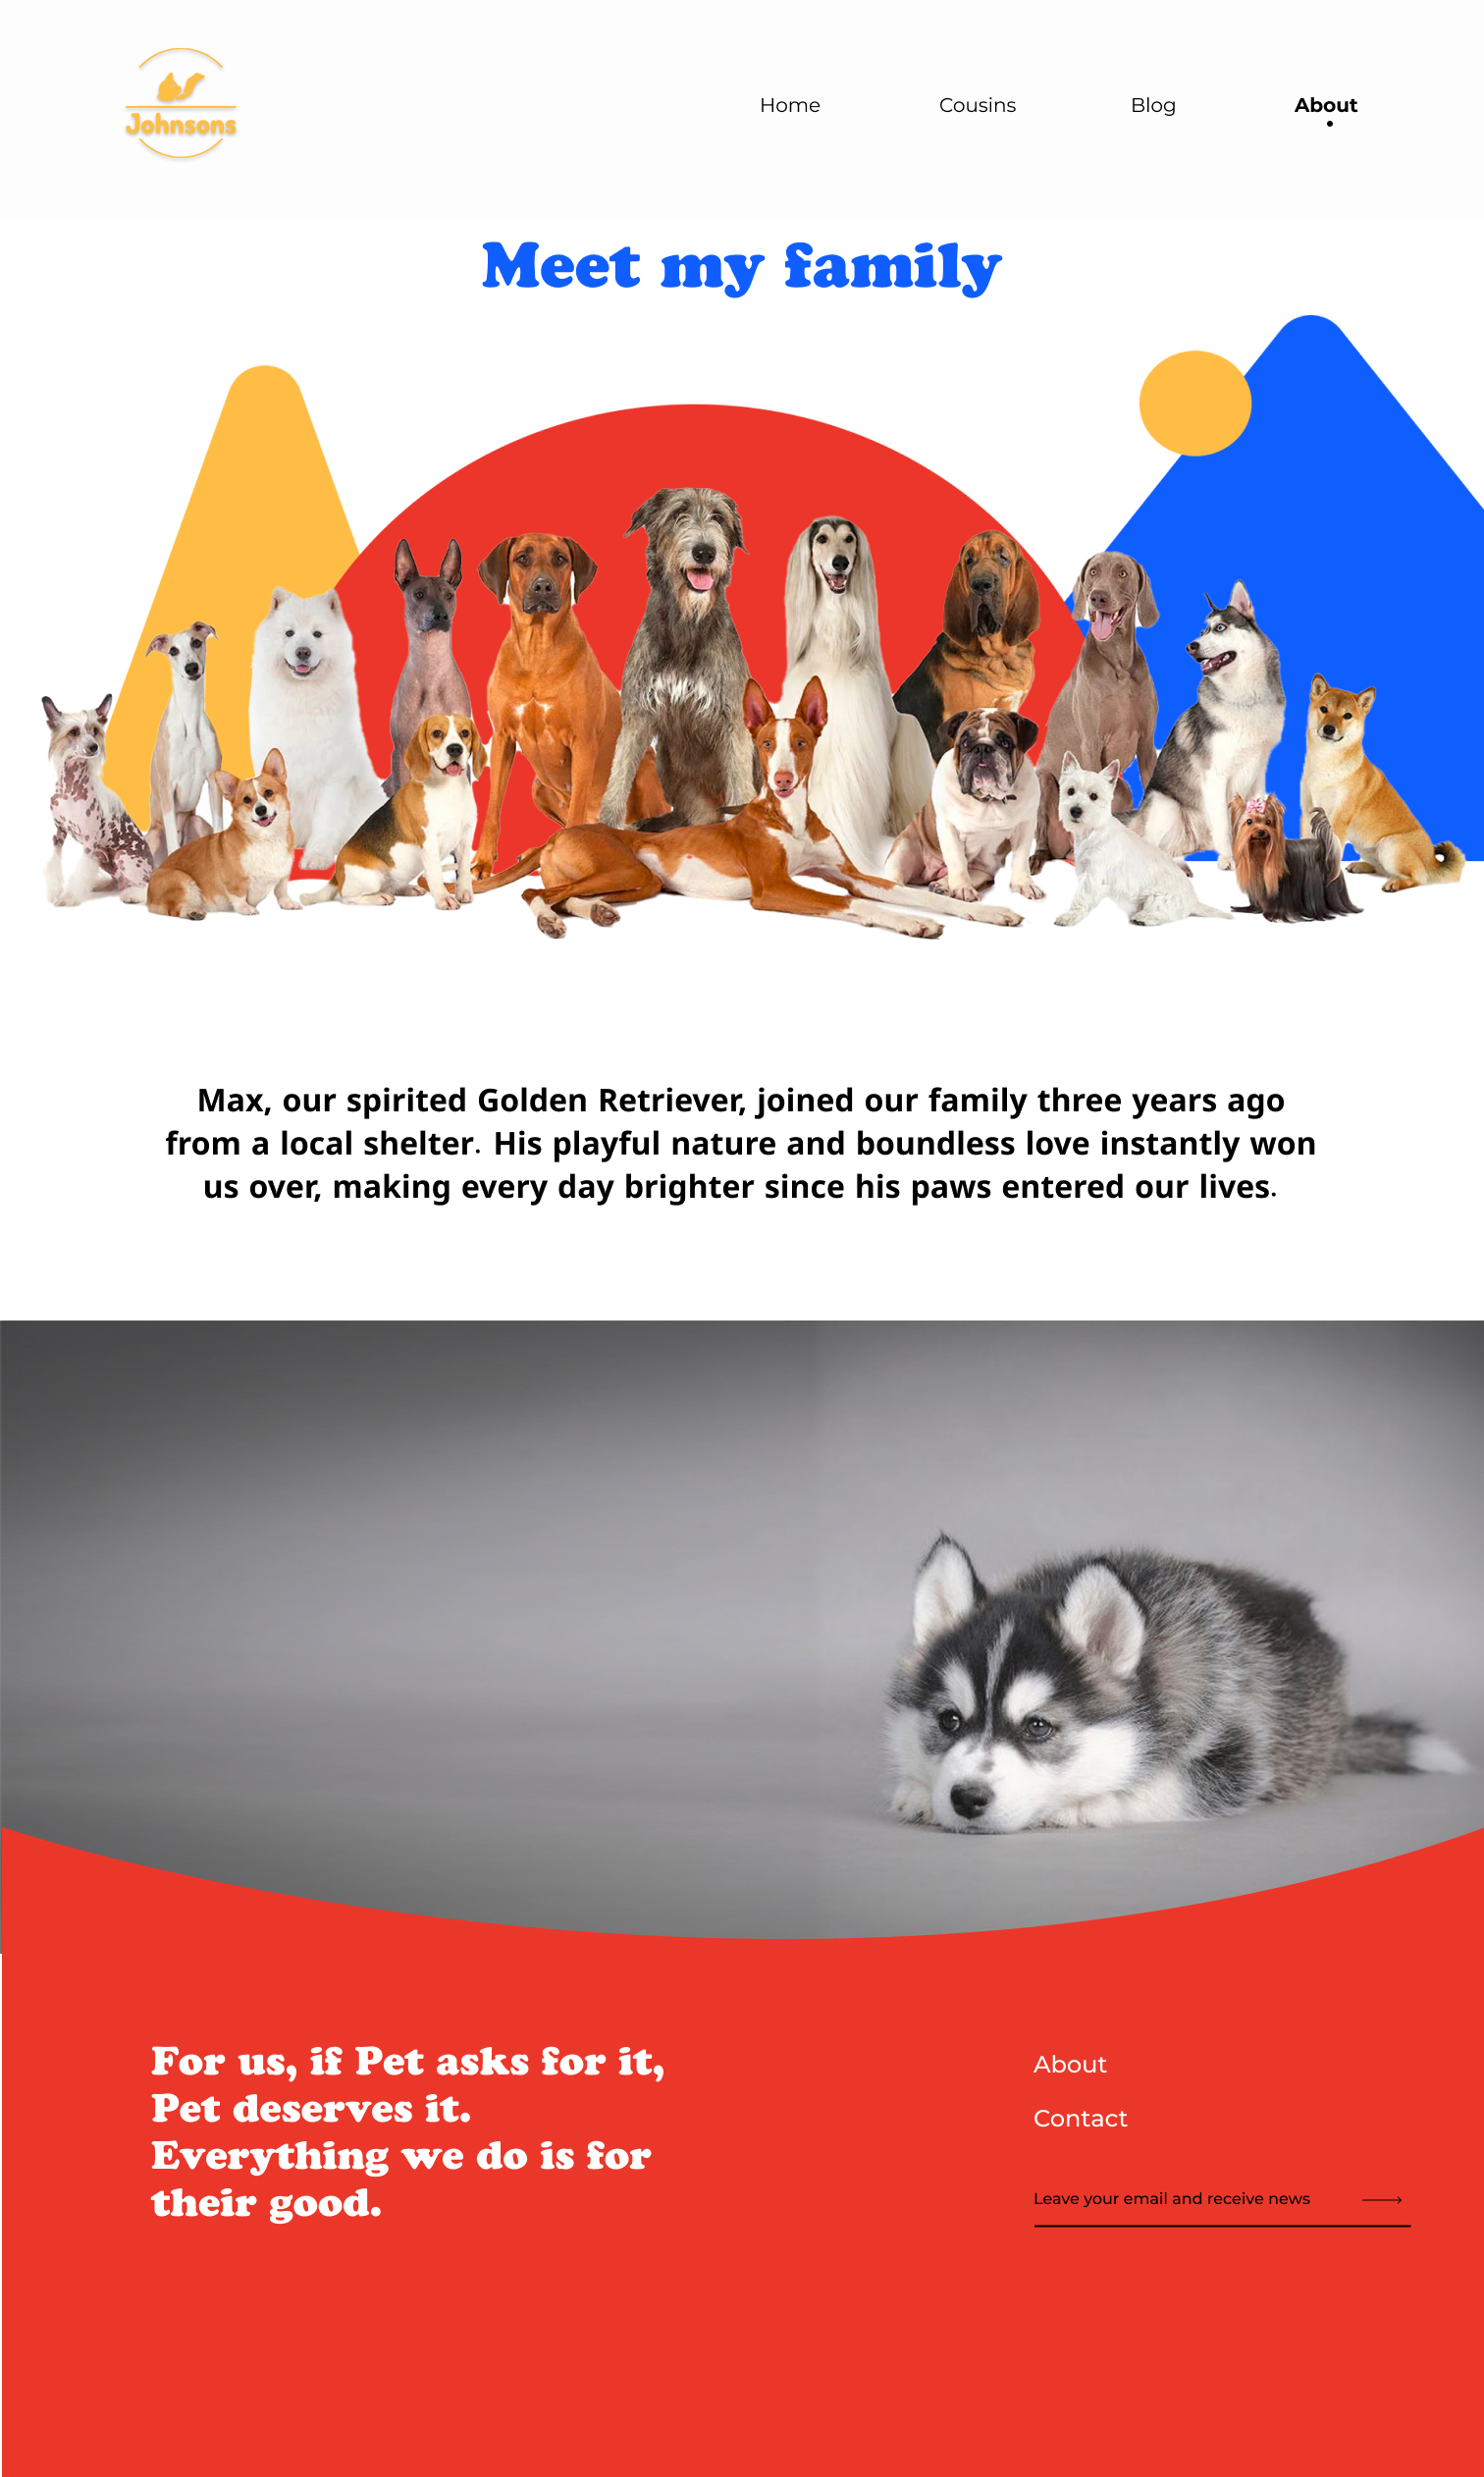 Johnsons
Home
Cousins
Blog
About
Meet my family
Max, our spirited Golden Retriever, joined our family three years ago
from a local shelter. His playful nature and boundless love instantly won
us over, making every day brighter since his paws entered our lives.
For us, if Pet asks for it,
Pet deserves it.
Everything we do is for
their good.
About
Contact
Leave your email and receive news